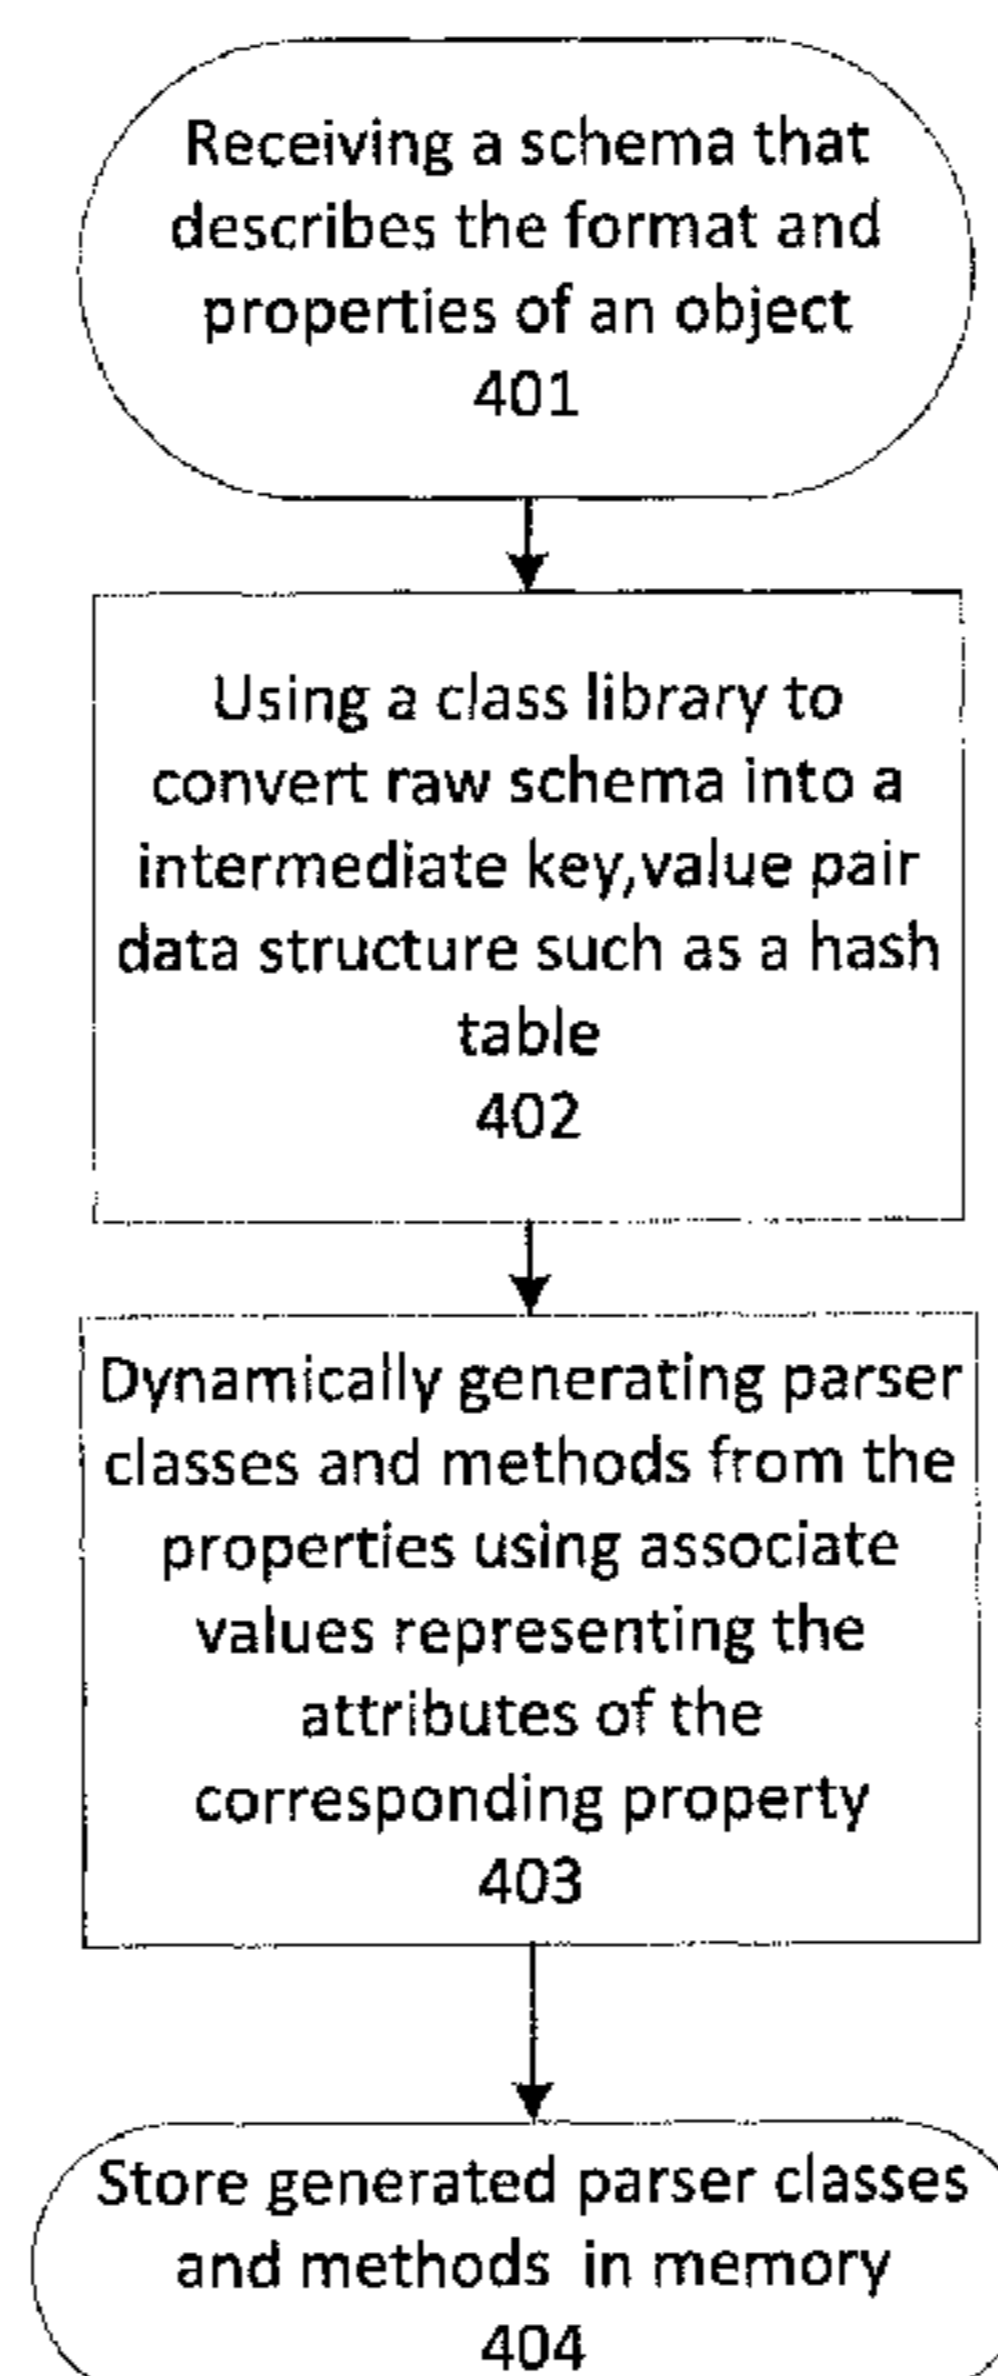 Receiving a schema that
describes the format and
properties of an object
401
Using a class library to
convert raw schema into a
intermediate key,value pair
data structure such as a hash
table
402
Dynamically generating parser
classes and methods from the
properties using associate
values representing the
attributes of the
corresponding property
403
Store generated parser classes
and methods in memory
404